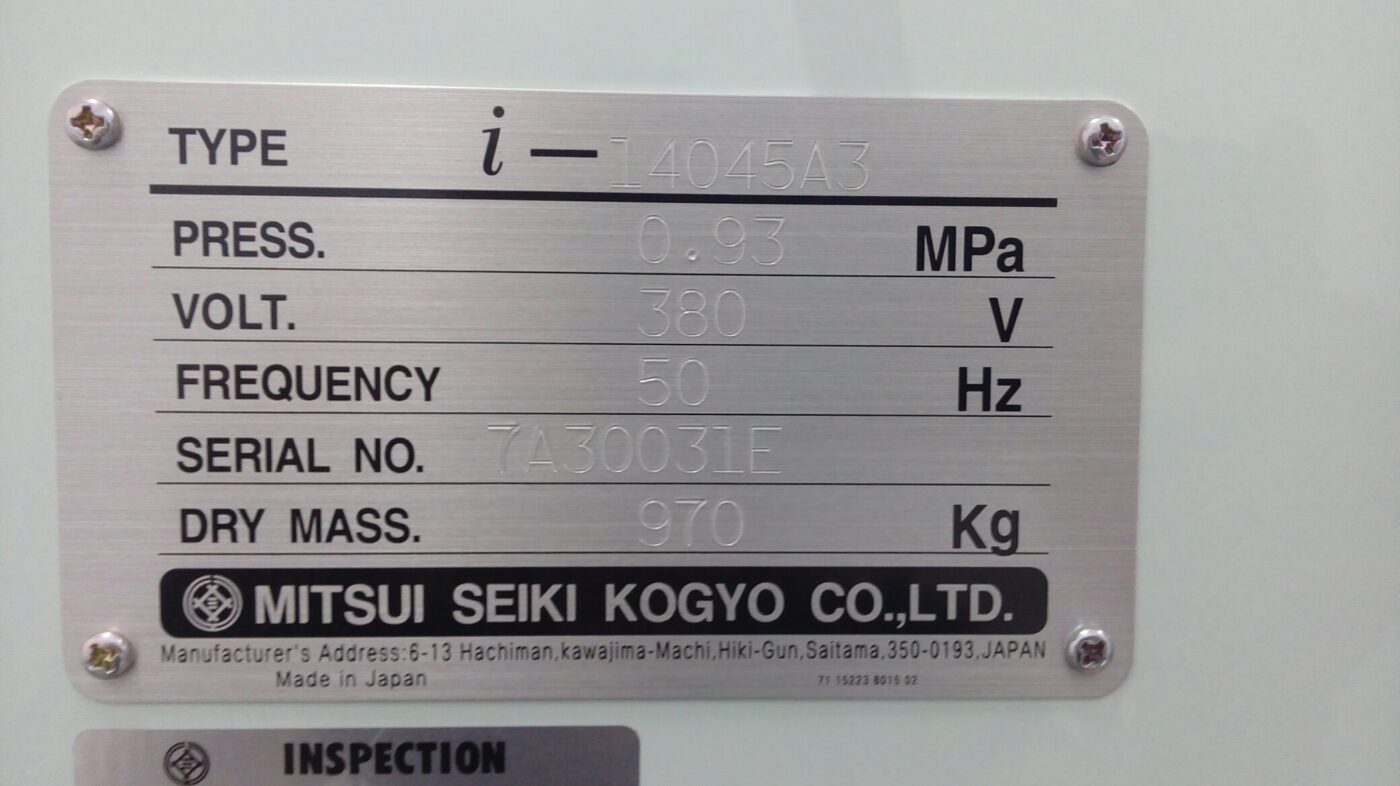 TYPE i-14045A3
PRESS. 0.93 MPa
VOLT. 380 V
FREQUENCY 50 Hz
SERIAL NO. 7A30031E
DRY MASS. 970 Kg
MITSUI SEIKI KOGYO CO.,LTD.
Manufacturer's Address:6-13 Hachiman,kawajima-Machi,Hiki-Gun,Saitama,350-0193,JAPAN
Made in Japan 71 15223 8015 02
INSPECTION